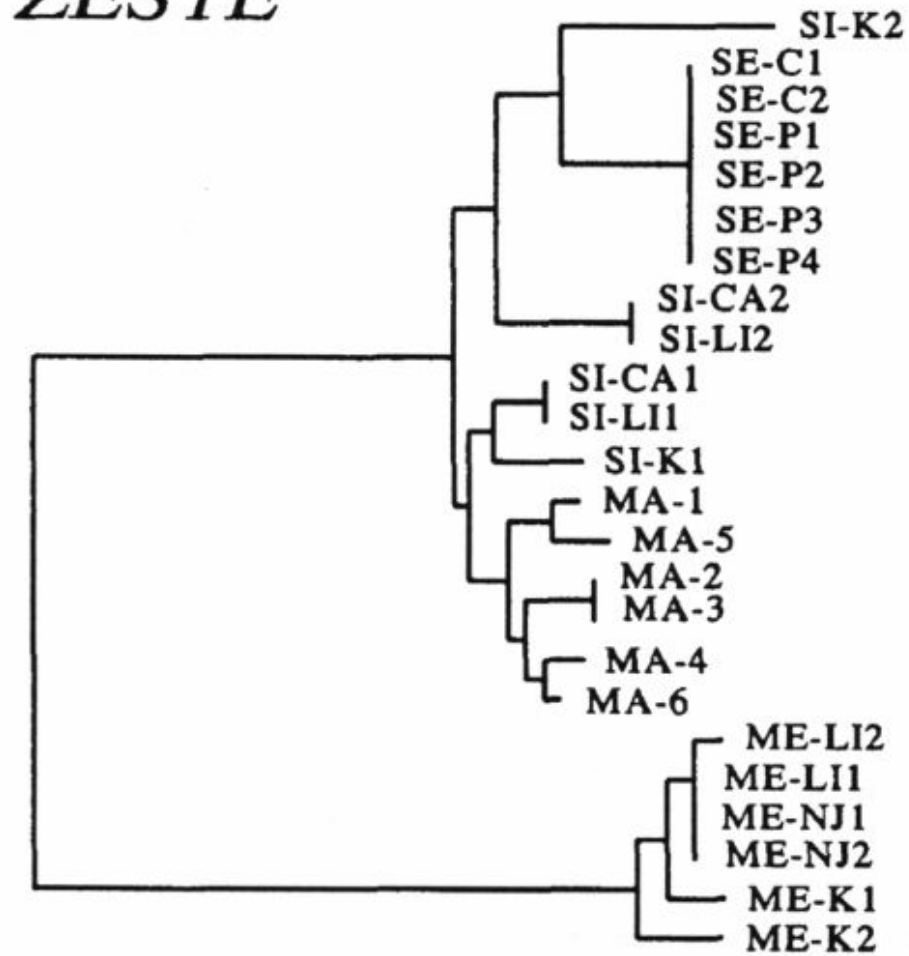 ZESTE
SI-K2
SE-C1
SE-C2
SE-P1
SE-P2
SE-P3
SE-P4
SI-CA2
SI-LI2
SI-CA1
SI-LI1
SI-K1
MA-1
MA-5
MA-2
MA-3
MA-4
MA-6
ME-LI2
ME-LI1
ME-NJ1
ME-NJ2
ME-K1
ME-K2